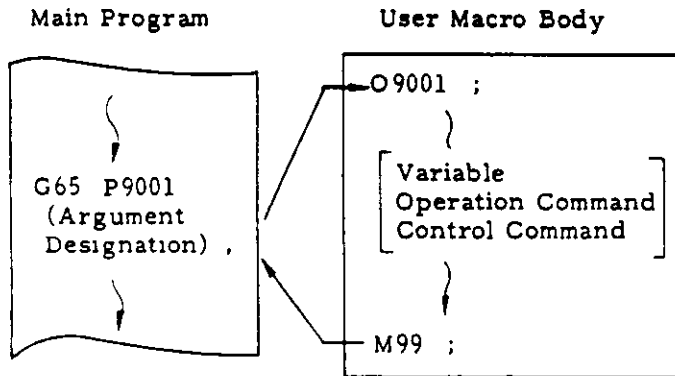 Main Program
User Macro Body
G65 P9001
(Argument
Designation) ,
O9001 ;
Variable
Operation Command
Control Command
M99 ;